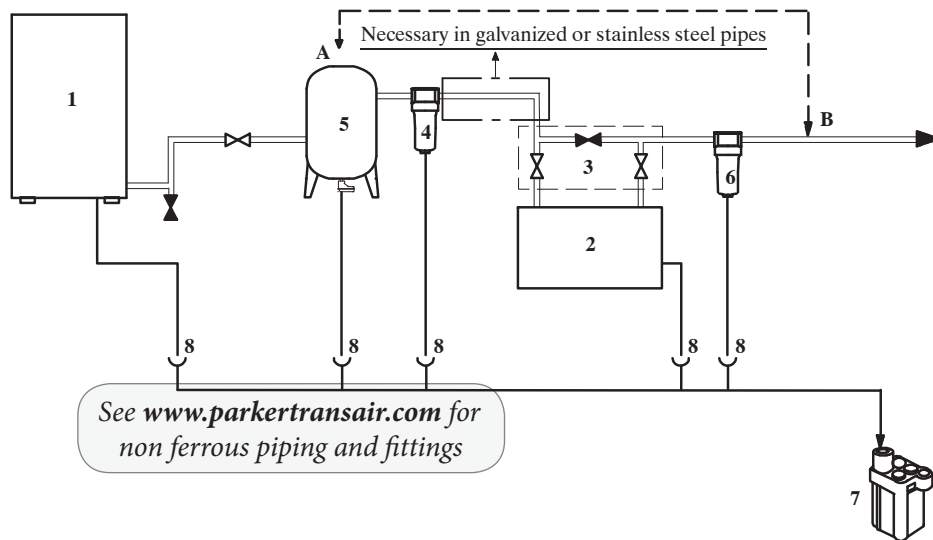 A
Necessary in galvanized or stainless steel pipes
1
5
4
B
3
6
2
8
8
8
8
8
See www.parkertransair.com for
non ferrous piping and fittings
7